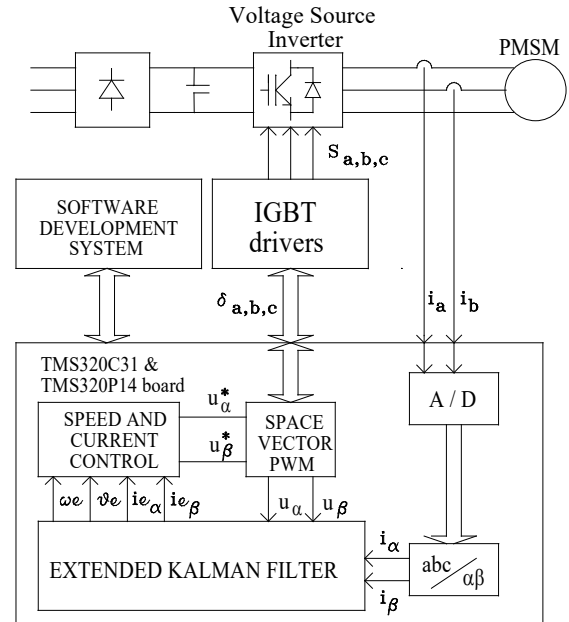 Voltage Source
Inverter
PMSM
S a,b,c
SOFTWARE
DEVELOPMENT
SYSTEM
IGBT
drivers
δ a,b,c
i a
i b
TMS320C31 &
TMS320P14 board
u*α
A / D
SPEED AND
CURRENT
CONTROL
SPACE
VECTOR
PWM
u*β
ωe
ϑe
ieα
ieβ
uα
uβ
iα
EXTENDED KALMAN FILTER
abc/αβ
iβ